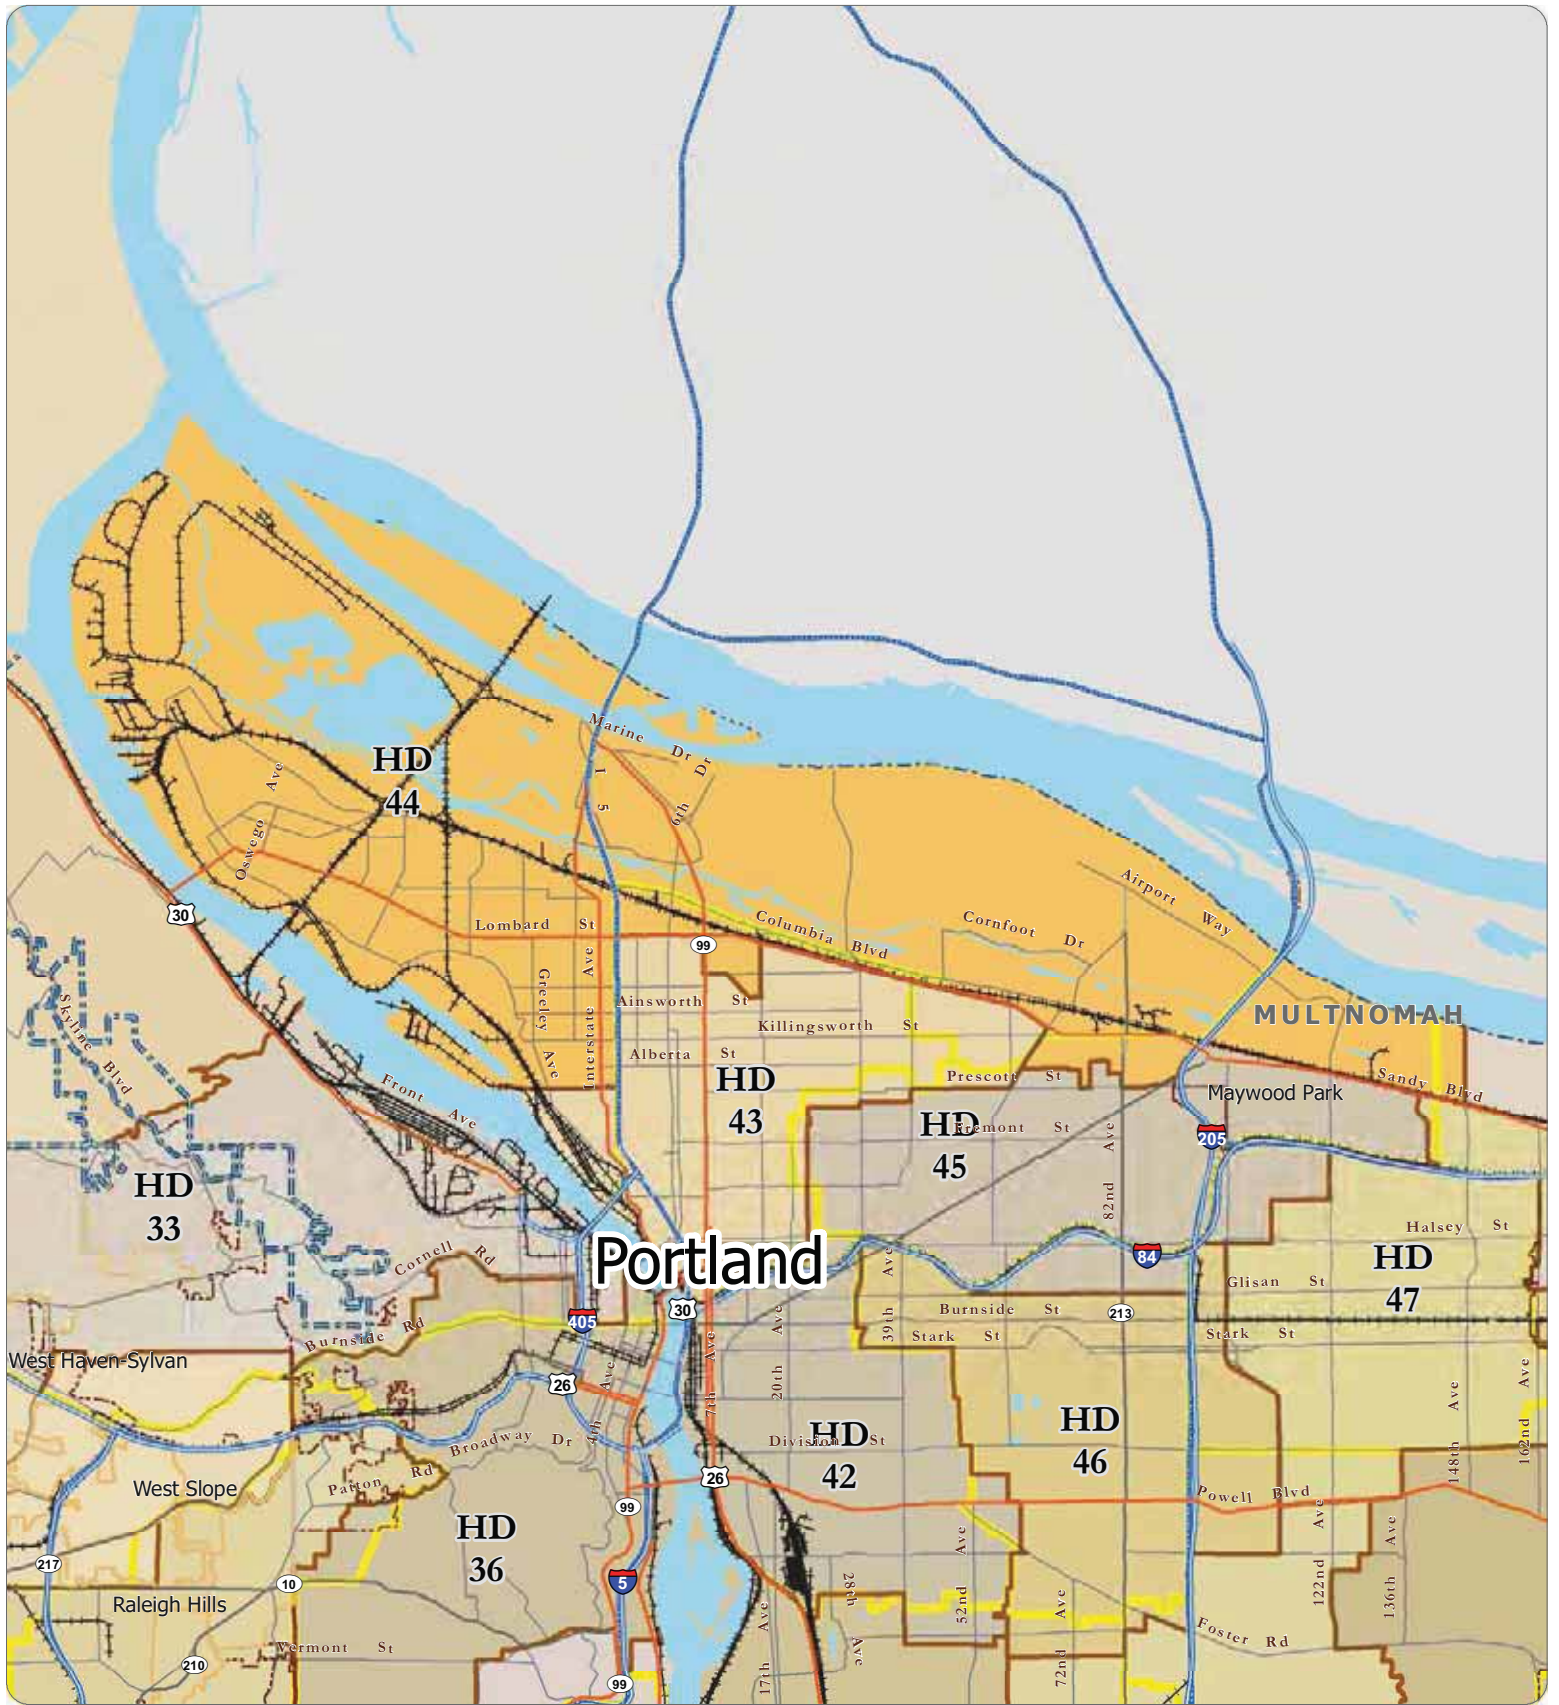 Marine Dr
6th Dr
I 5
HD
44
Oswego Ave
Airport Way
30
Lombard St
Columbia Blvd
Cornfoot Dr
99
Greeley Ave
Interstate Ave
Ainsworth St
Killingsworth St
MULTNOMAH
Skyline Blvd
Alberta St
HD
43
Prescott St
Sandy Blvd
Maywood Park
Front Ave
HD
45
Fremont St
82nd Ave
205
HD
33
Cornell Rd
Portland
84
Halsey St
HD
47
39th Ave
Glisan St
30
405
Burnside Rd
Burnside St
213
Stark St
Stark St
West Haven-Sylvan
26
4th Ave
7th Ave
20th Ave
148th Ave
162nd Ave
HD
42
Division St
HD
46
Broadway Dr
Patton Rd
West Slope
26
Powell Blvd
99
HD
36
52nd Ave
122nd Ave
136th Ave
217
10
5
28th Ave
Raleigh Hills
17th Ave
72nd Ave
Foster Rd
Vermont St
210
99